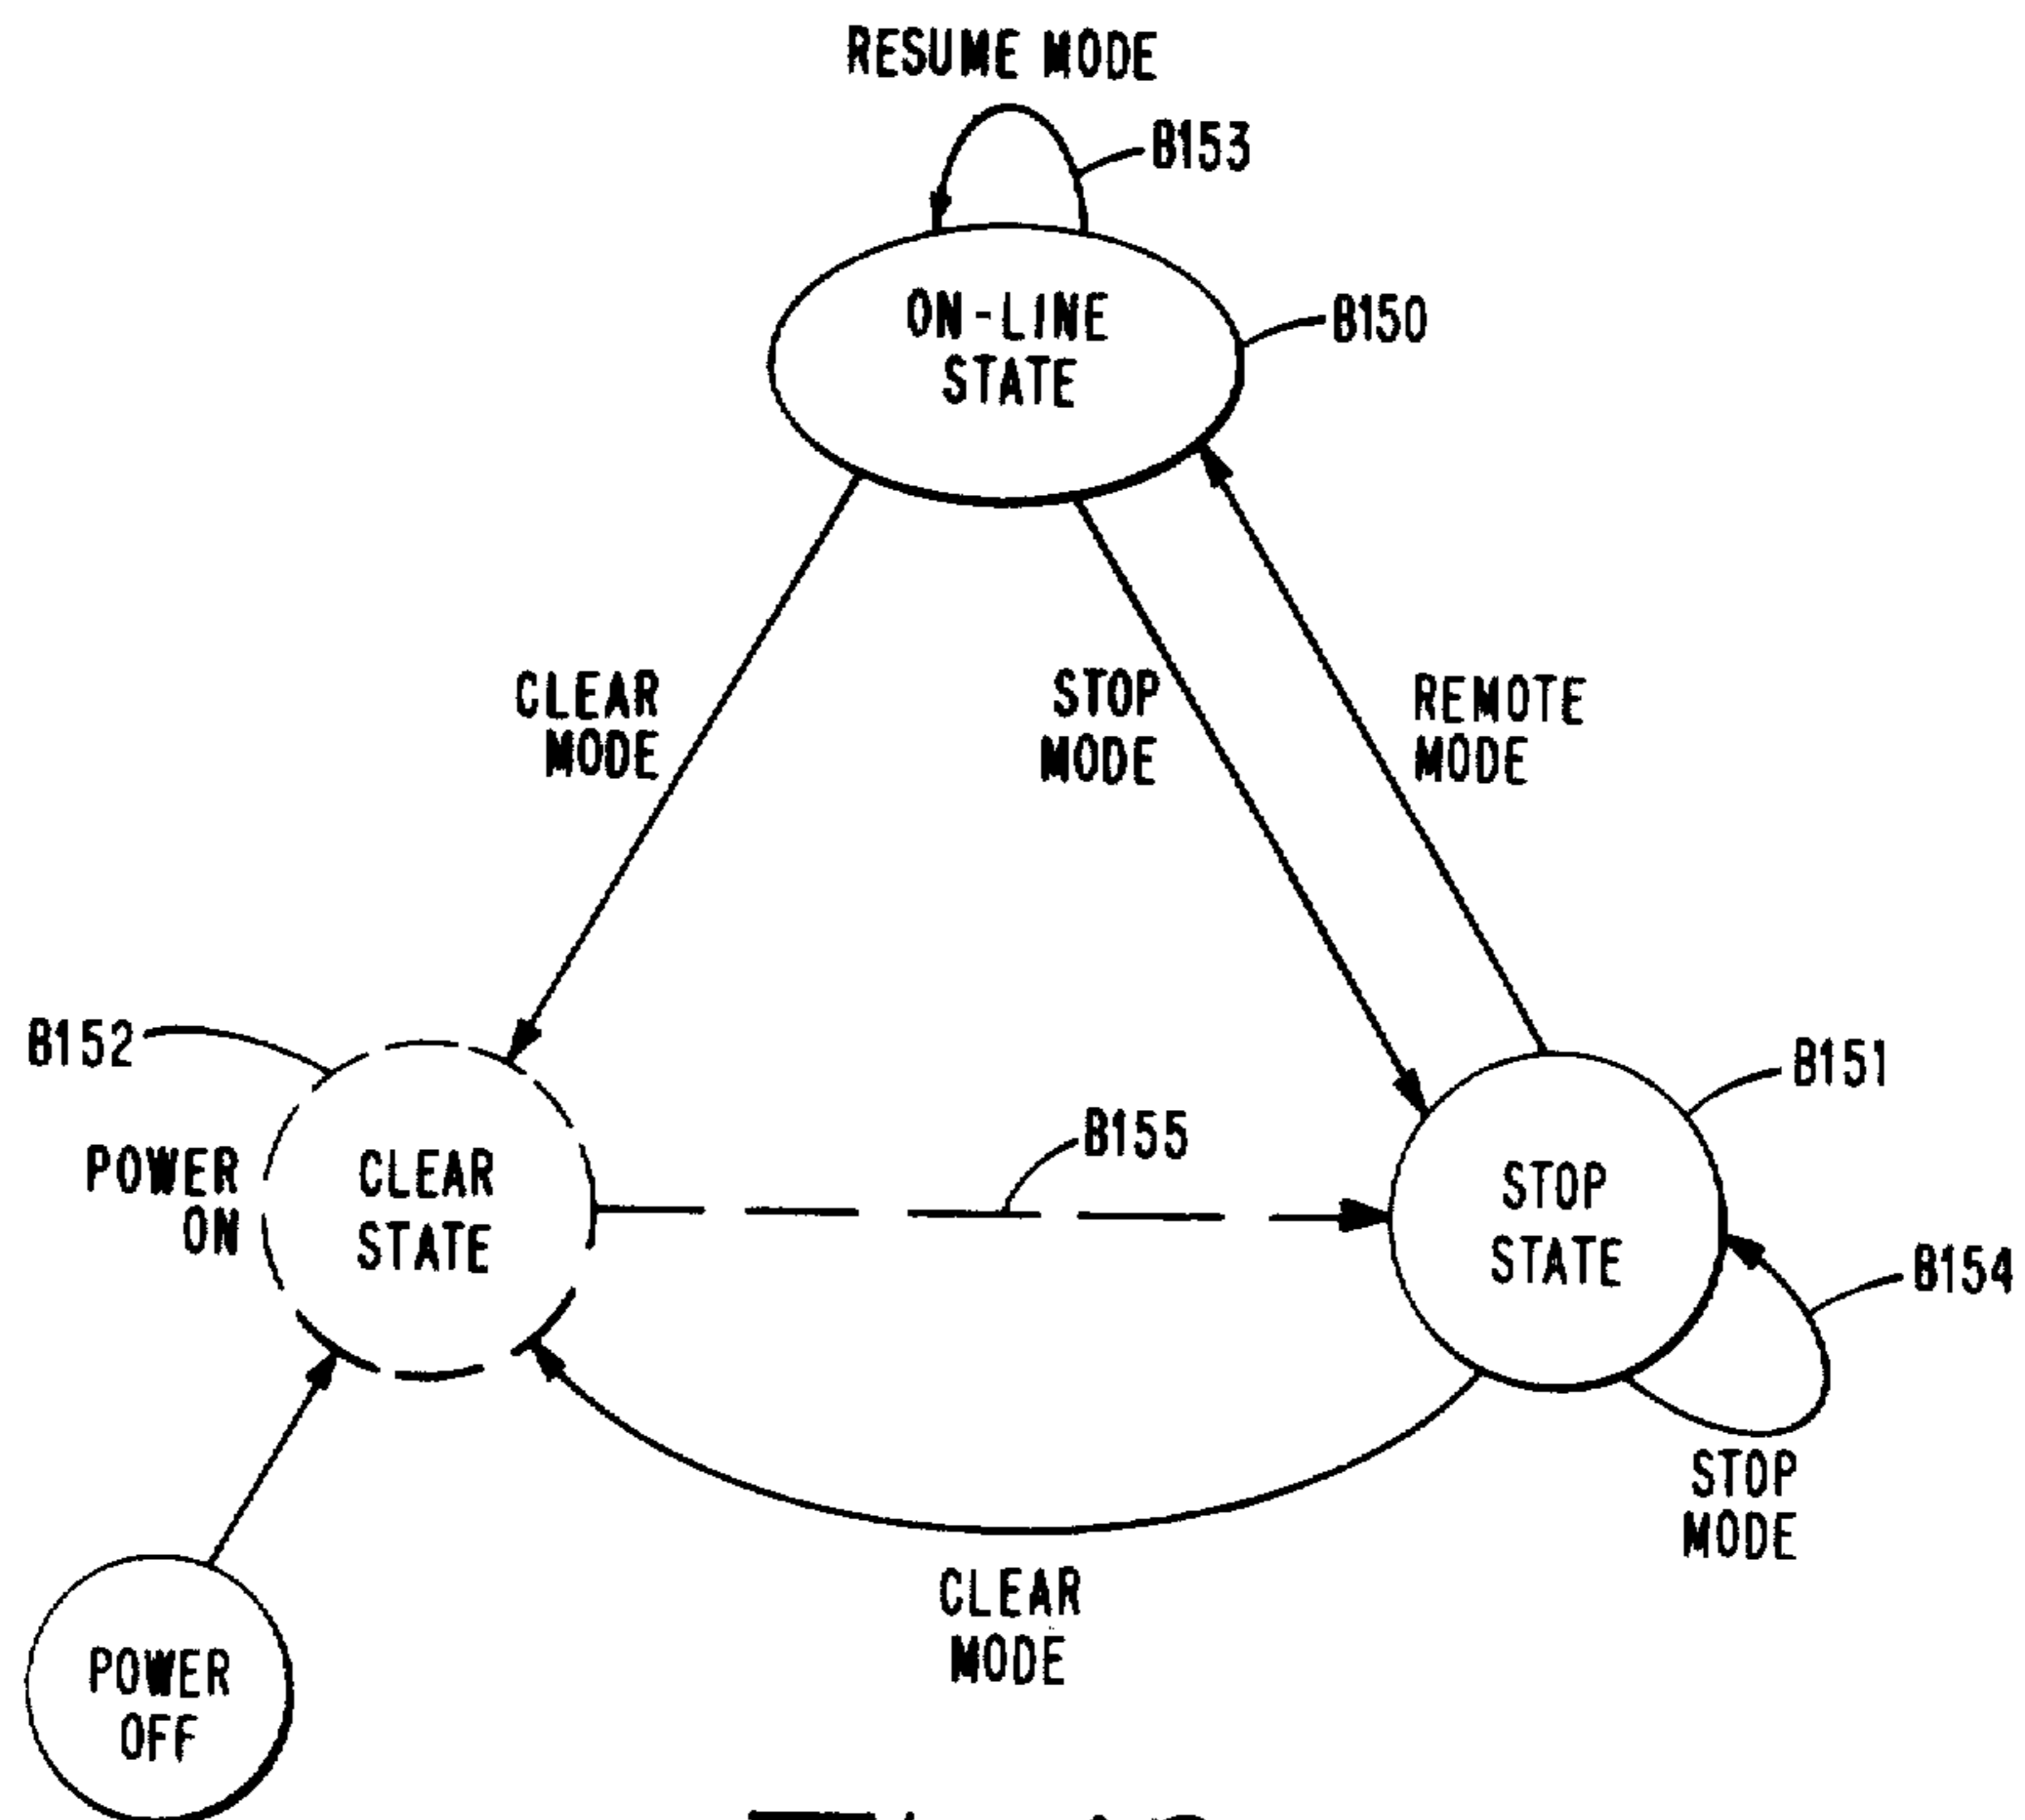 RESUME MODE
B153
ON-LINE
STATE
B150
CLEAR
MODE
STOP
MODE
REMOTE
MODE
B152
POWER
ON
CLEAR
STATE
B155
B151
STOP
STATE
B154
STOP
MODE
CLEAR
MODE
POWER
OFF